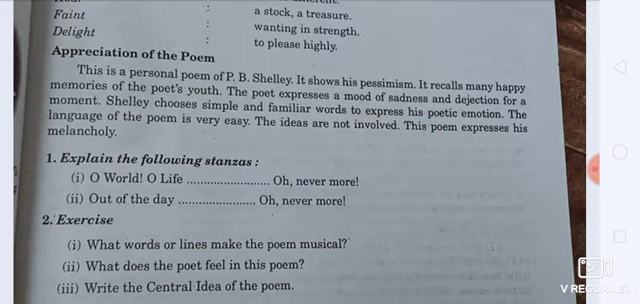 Faint : a stock, a treasure.
Delight : wanting in strength.
: to please highly.
Appreciation of the Poem
This is a personal poem of P. B. Shelley. It shows his pessimism. It recalls many happy
memories of the poet's youth. The poet expresses a mood of sadness and dejection for a
moment. Shelley chooses simple and familiar words to express his poetic emotion. The
language of the poem is very easy. The ideas are not involved. This poem expresses his
melancholy.
1. Explain the following stanzas :
(i) O World! O Life .......................... Oh, never more!
(ii) Out of the day ........................ Oh, never more!
2. Exercise
(i) What words or lines make the poem musical?
(ii) What does the poet feel in this poem?
(iii) Write the Central Idea of the poem.
V RECORDER